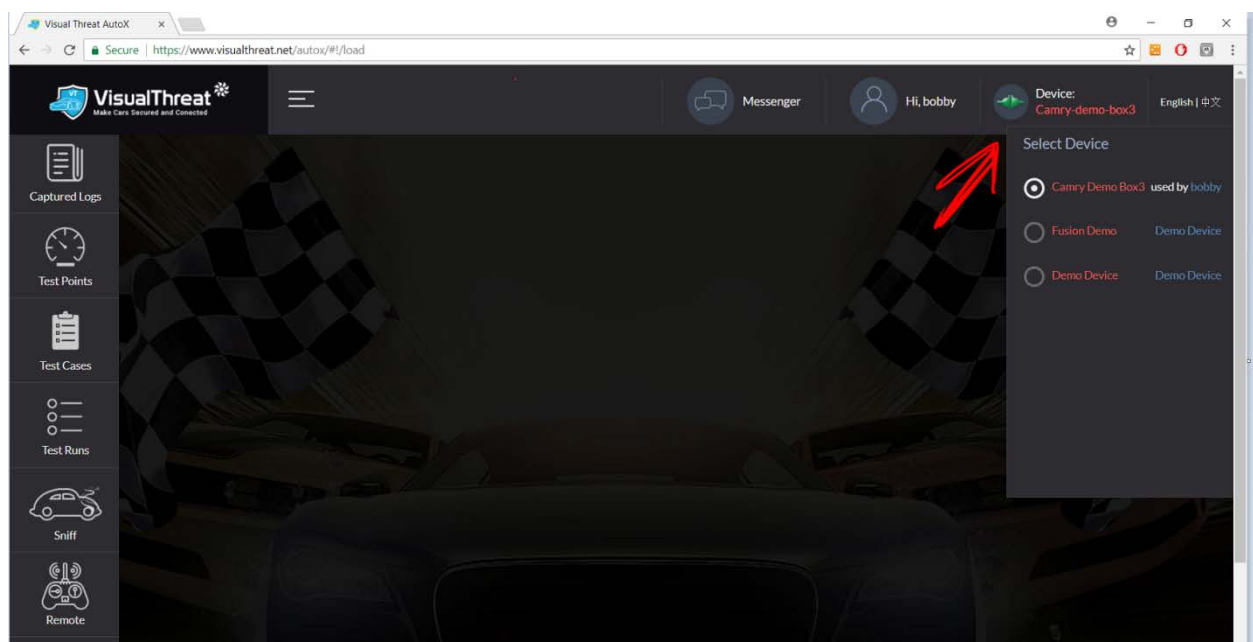 Visual Threat AutoX
Secure | https://www.visualthreat.net/autox/#!/load
VT
VisualThreat
Make Cars Secured and Conected
Messenger
Hi, bobby
Device:
Camry-demo-box3
English | 中文
Select Device
Camry Demo Box3 used by bobby
Fusion Demo Demo Device
Demo Device Demo Device
Captured Logs
Test Points
Test Cases
Test Runs
Sniff
Remote